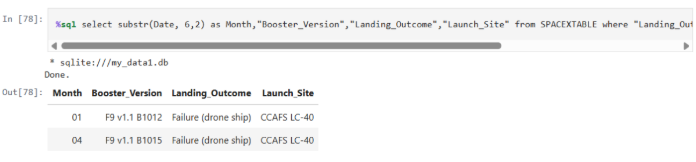 In [78]: %sql select substr(Date, 6,2) as Month,"Booster_Version","Landing_Outcome","Launch_Site" from SPACEXTABLE where "Landing_Out
* sqlite:///my_data1.db
Done.
Out[78]: Month Booster_Version Landing_Outcome Launch_Site
01 F9 v1.1 B1012 Failure (drone ship) CCAFS LC-40
04 F9 v1.1 B1015 Failure (drone ship) CCAFS LC-40